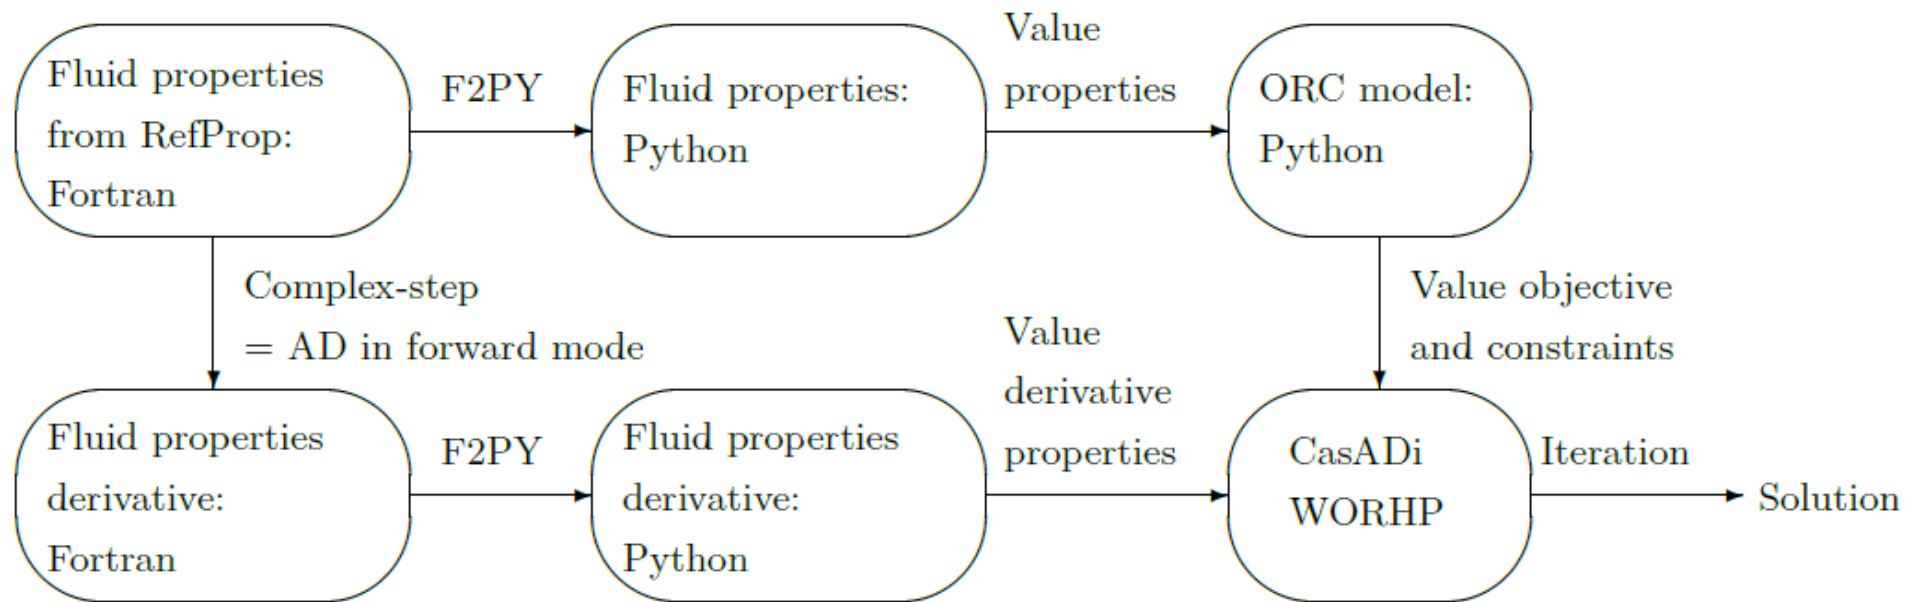 Fluid properties
from RefProp:
Fortran
F2PY
Fluid properties:
Python
Value
properties
ORC model:
Python
Complex-step
= AD in forward mode
Value objective
and constraints
Fluid properties
derivative:
Fortran
F2PY
Fluid properties
derivative:
Python
Value
derivative
properties
CasADi
WORHP
Iteration
Solution